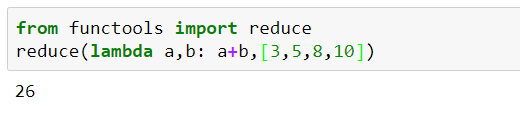 from functools import reduce
reduce(lambda a,b: a+b,[3,5,8,10])
26